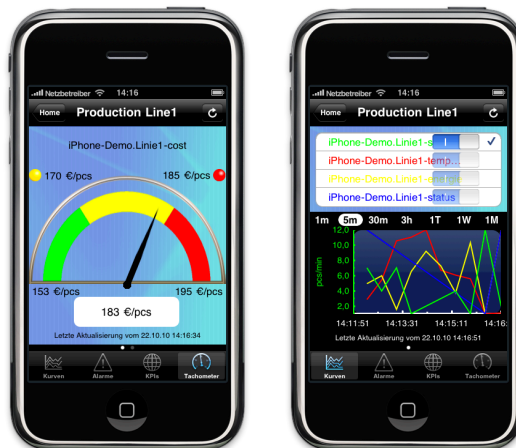 Netzbetreiber 14:16
Home Production Line1
iPhone-Demo.Linie1-cost
170 €/pcs 185 €/pcs
153 €/pcs 195 €/pcs
183 €/pcs
Letzte Aktualisierung vom 22.10.10 14:16:34
Kurven Alarme KPIs Tachometer
Netzbetreiber 14:16
Home Production Line1
iPhone-Demo.Linie1-s
iPhone-Demo.Linie1-temp...
iPhone-Demo.Linie1-
iPhone-Demo.Linie1-status
1m 5m 30m 3h 1T 1W 1M
12,0
10,0
8,0
6,0
4,0
2,0
pcs/min
14:11:51 14:13:31 14:15:11 14:16:
Letzte Aktualisierung vom 22.10.10 14:16:51
Kurven Alarme KPIs Tachometer